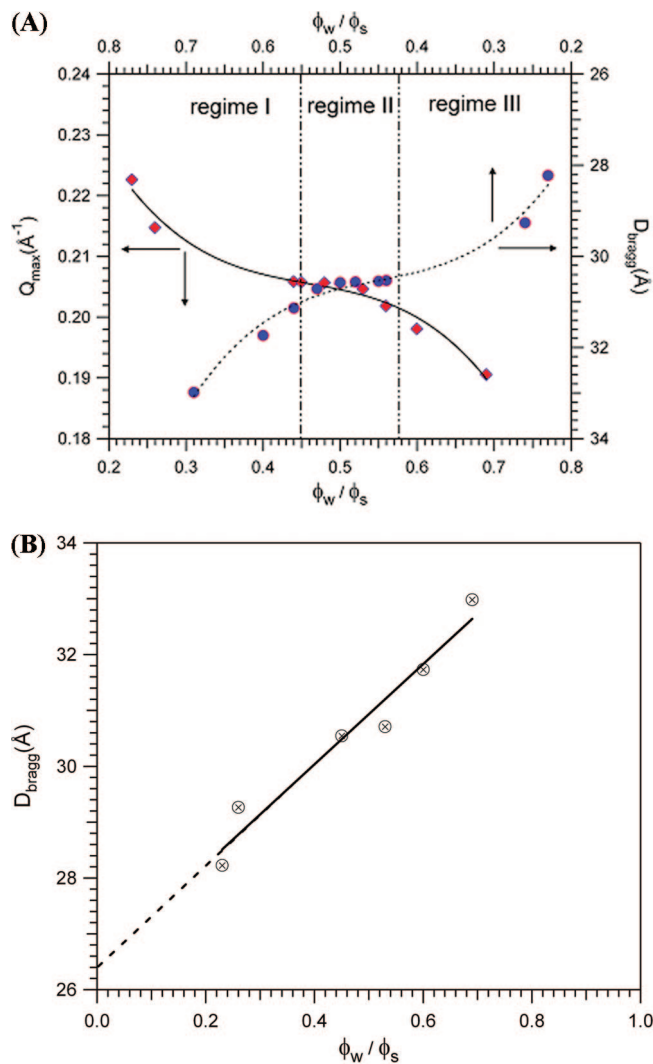 (A)
ϕw / ϕs
0.8 0.7 0.6 0.5 0.4 0.3 0.2
regime I regime II regime III
0.24
0.23
0.22
0.21
0.20
0.19
0.18
Qmax(Å⁻¹)
26
28
30
32
34
Dbragg(Å)
0.2 0.3 0.4 0.5 0.6 0.7 0.8
ϕw / ϕs
(B)
34
32
30
28
26
Dbragg(Å)
0.0 0.2 0.4 0.6 0.8 1.0
ϕw / ϕs